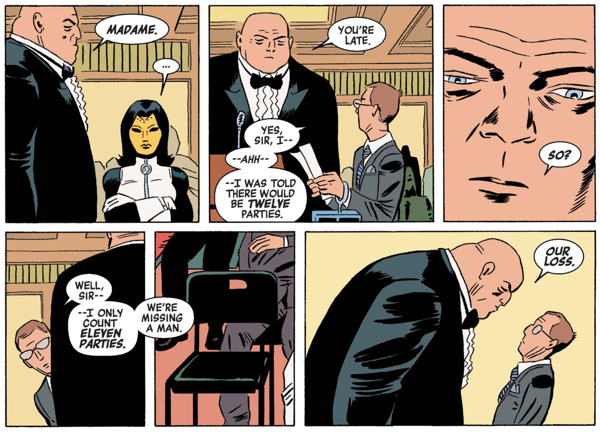 MADAME.
...
YOU'RE
LATE.
YES,
SIR, I--
--AHH--
--I WAS TOLD
THERE WOULD
BE TWELVE
PARTIES.
SO?
WELL,
SIR--
--I ONLY
COUNT
ELEVEN
PARTIES.
WE'RE
MISSING
A MAN.
OUR
LOSS.